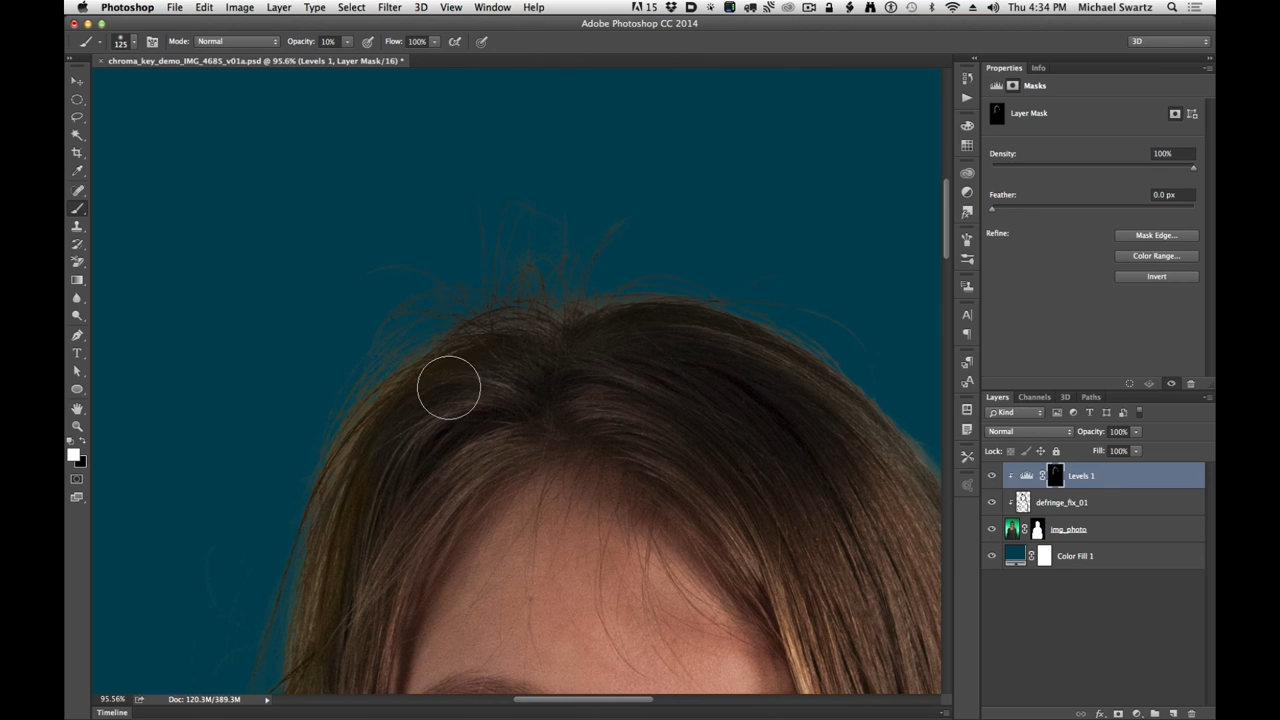 Photoshop File Edit Image Layer Type Select Filter 3D View Window Help 15 Thu 4:34 PM Michael Swartz
Adobe Photoshop CC 2014
125 Mode: Normal Opacity: 10% Flow: 100% 3D
× chroma_key_demo_IMG_4685_v01a.psd @ 95.6% (Levels 1, Layer Mask/16) *
Properties Info
Masks
Layer Mask
Density: 100%
Feather: 0.0 px
Refine: Mask Edge...
Color Range...
Invert
Layers Channels 3D Paths
Kind
Normal Opacity: 100%
Lock: Fill: 100%
Levels 1
defringe_fix_01
img_photo
Color Fill 1
95.56% Doc: 120.3M/389.3M
Timeline